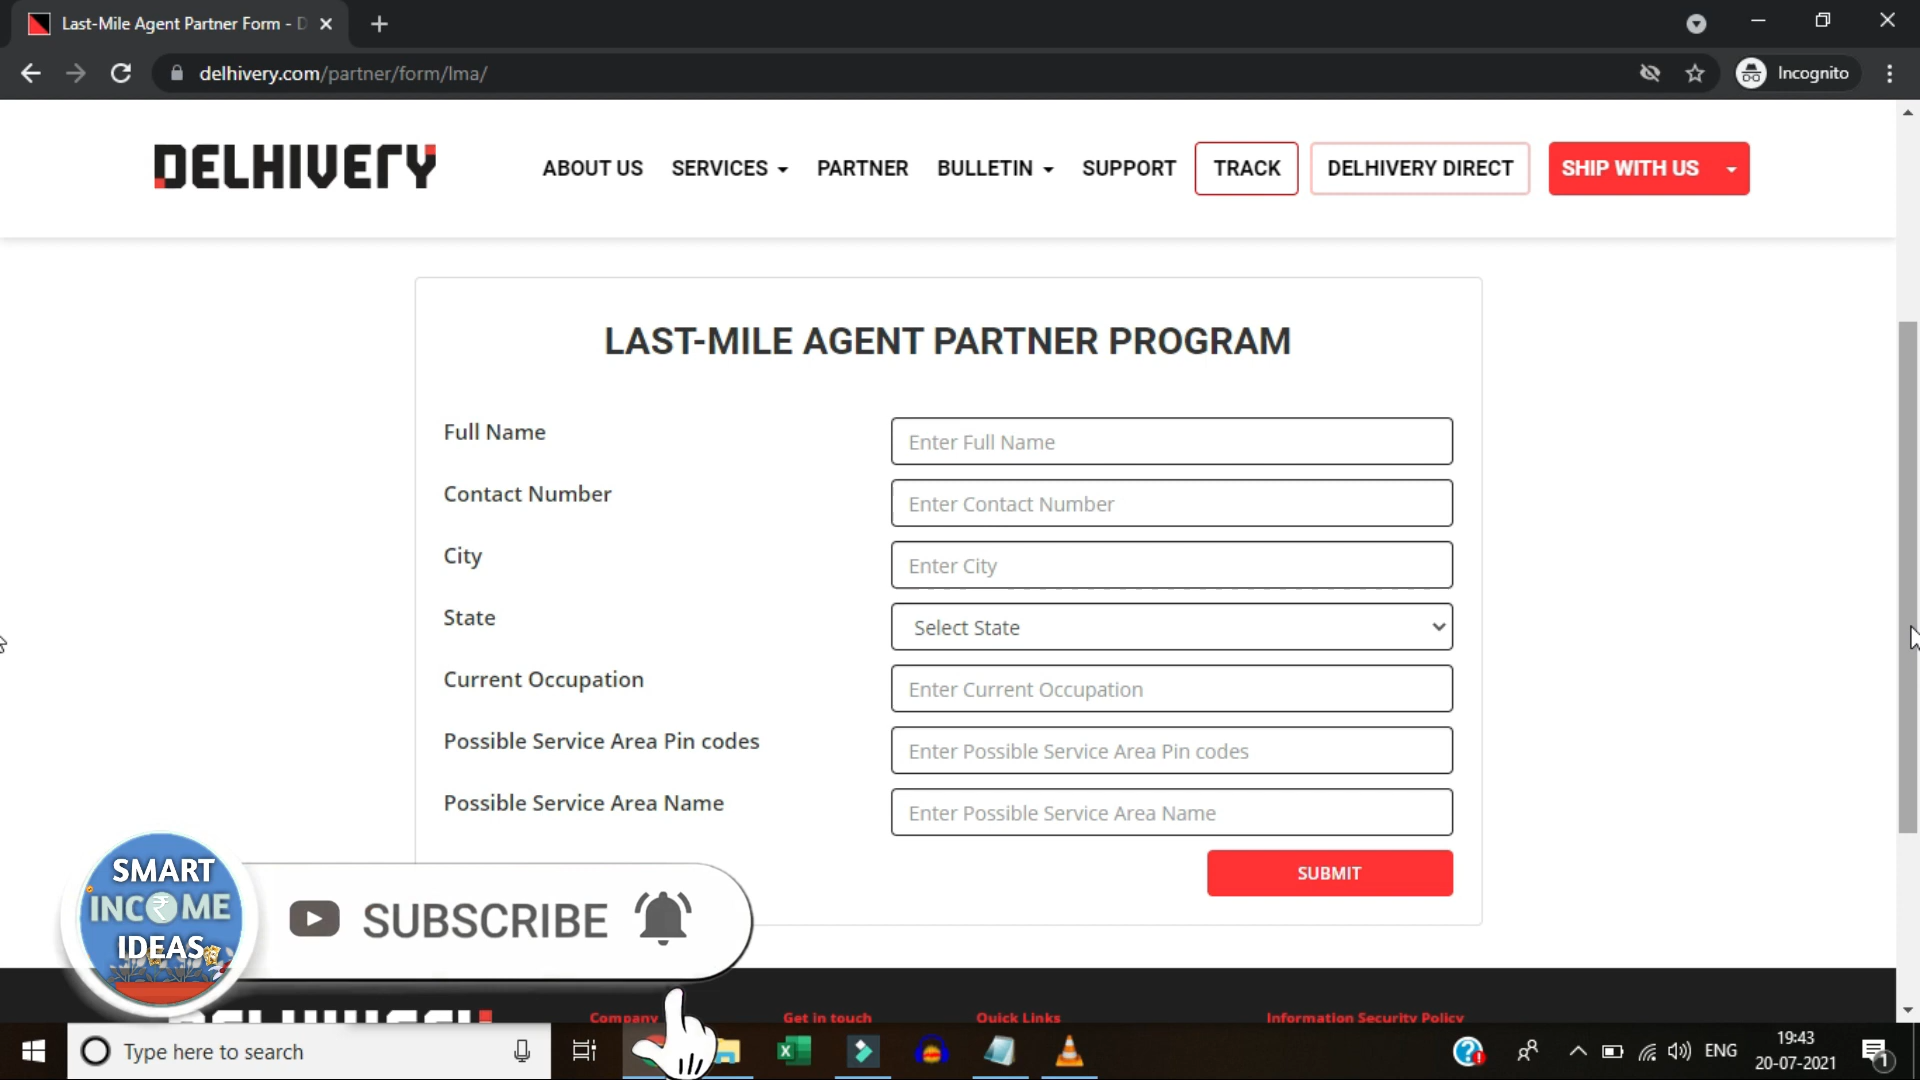 Last-Mile Agent Partner Form - D
delhivery.com/partner/form/lma/
Incognito
DELHIVERY
ABOUT US
SERVICES
PARTNER
BULLETIN
SUPPORT
TRACK
DELHIVERY DIRECT
SHIP WITH US
LAST-MILE AGENT PARTNER PROGRAM
Full Name
Enter Full Name
Contact Number
Enter Contact Number
City
Enter City
State
Select State
Current Occupation
Enter Current Occupation
Possible Service Area Pin codes
Enter Possible Service Area Pin codes
Possible Service Area Name
Enter Possible Service Area Name
SUBMIT
SMART
INC₹ME
IDEAS
SUBSCRIBE
Company
Get in touch
Quick Links
Information Security Policy
Type here to search
ENG
19:43
20-07-2021
1